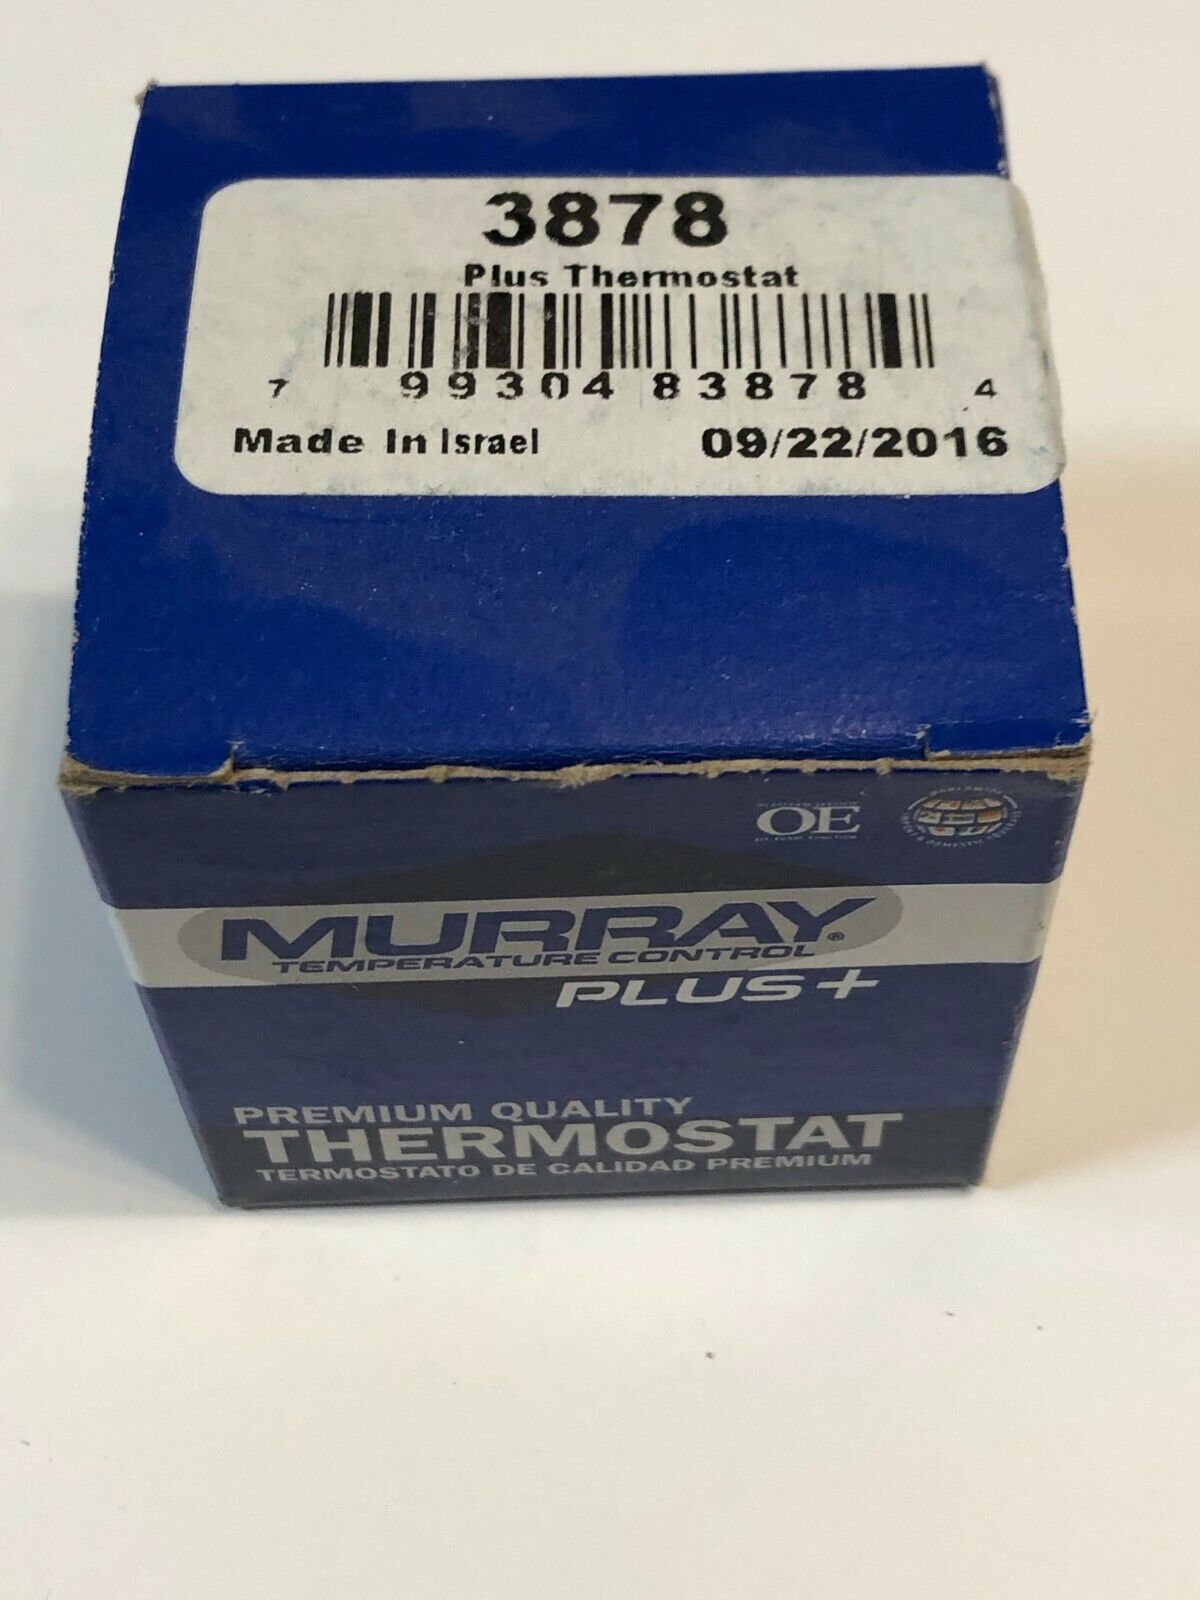 3878
Plus Thermostat
7 99304 83878 4
Made In Israel 09/22/2016
OE
MURRAY®
TEMPERATURE CONTROL
PLUS+
PREMIUM QUALITY
THERMOSTAT
TERMOSTATO DE CALIDAD PREMIUM